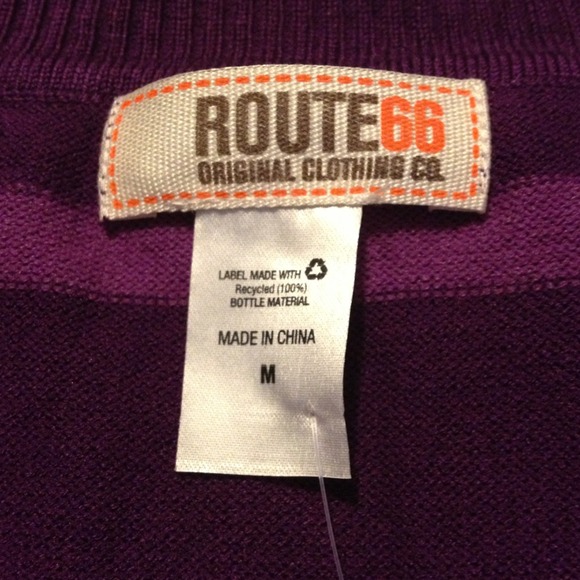 ROUTE66
ORIGINAL CLOTHING CO.
LABEL MADE WITH
Recycled (100%)
BOTTLE MATERIAL
MADE IN CHINA
M